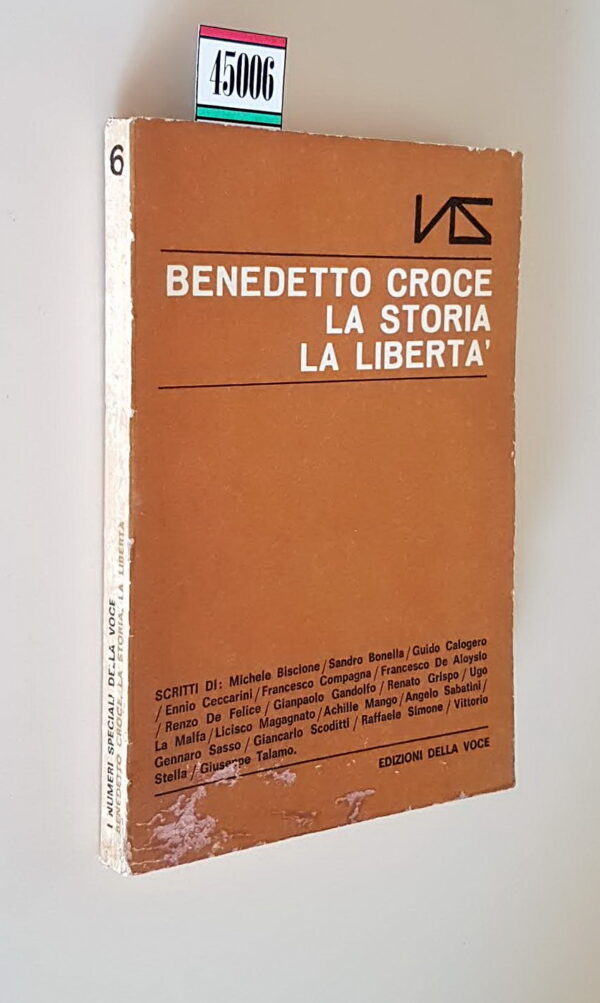 45006
6
BENEDETTO CROCE
LA STORIA
LA LIBERTA'
SCRITTI DI: Michele Biscione/Sandro Bonella/Guido Calogero
/Ennio Ceccarini/Francesco Compagna/Francesco De Aloysio
/Renzo De Felice/Gianpaolo Gandolfo/Renato Grispo/Ugo
La Malfa/Licisco Magagnato/Achille Mango/Angelo Sabatini/
Gennaro Sasso/Giancarlo Scoditti/Raffaele Simone/Vittorio
Stella/Giuseppe Talamo.
EDIZIONI DELLA VOCE
I NUMERI SPECIALI DELLA VOCE
BENEDETTO CROCE, LA STORIA, LA LIBERTA